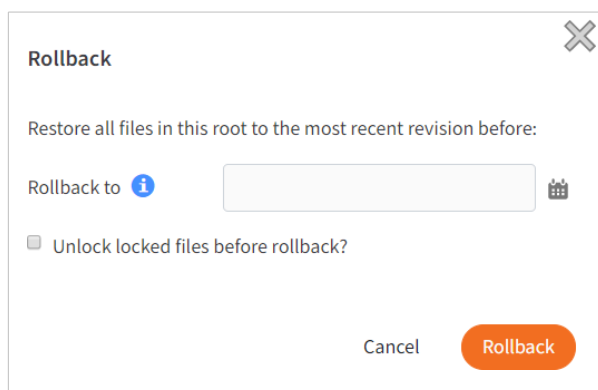 Rollback
Restore all files in this root to the most recent revision before:
Rollback to
Unlock locked files before rollback?
Cancel
Rollback